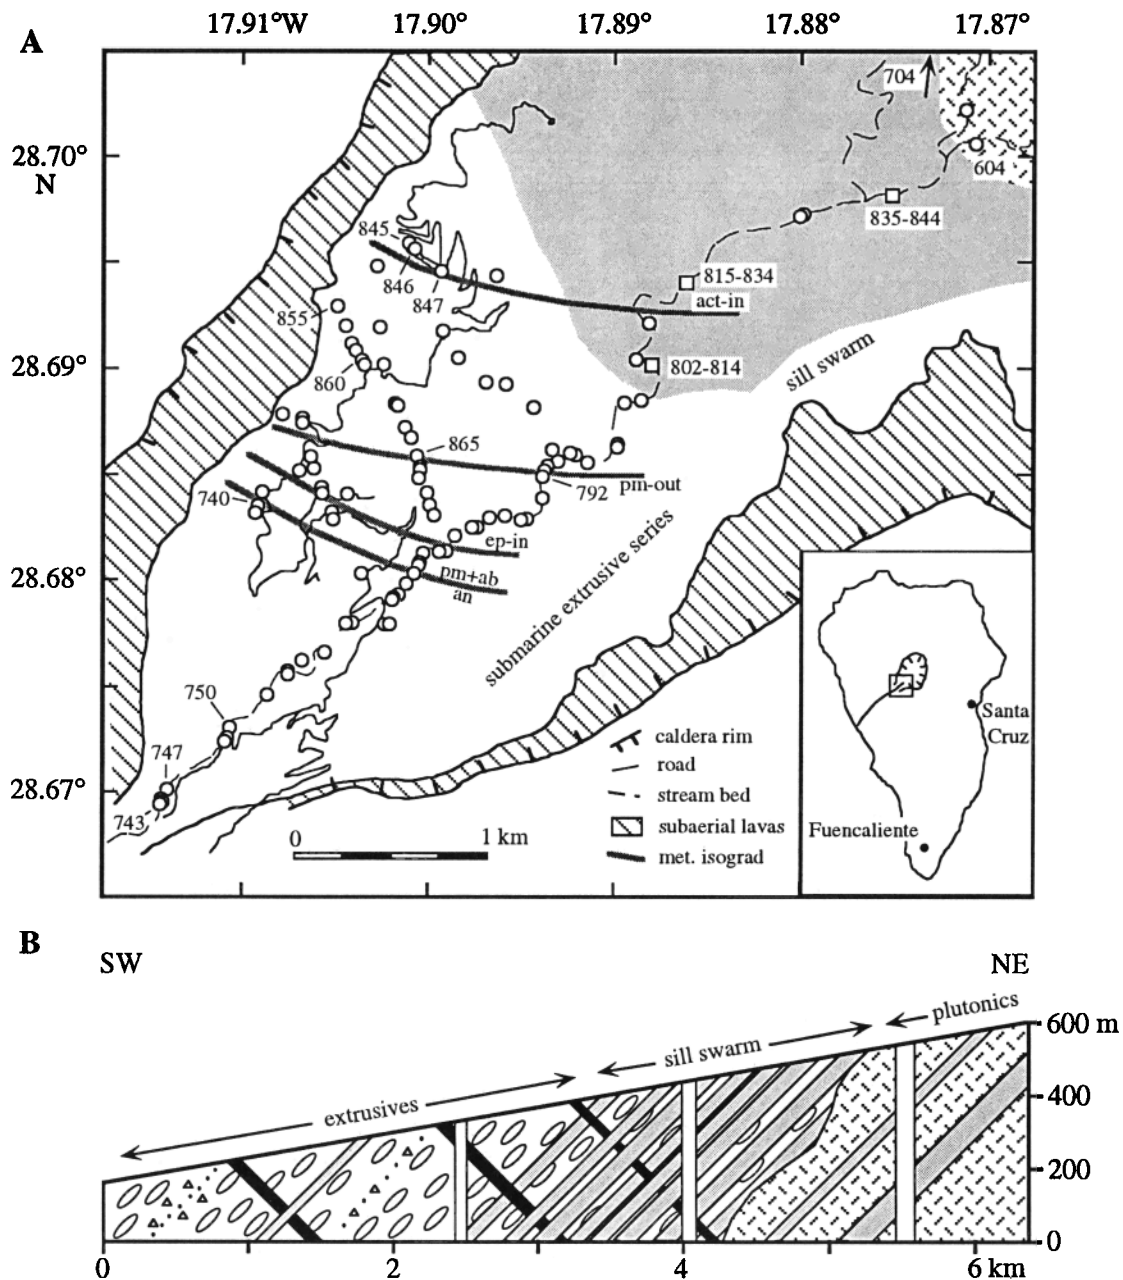 A
17.91°W 17.90° 17.89° 17.88° 17.87°
704
28.70°
N
604
835-844
845
846
847
815-834
act-in
855
28.69°
860
802-814
sill swarm
865
792
pm-out
740
ep-in
28.68°
pm+ab
an
submarine extrusive series
750
747
28.67°
743
0 1 km
caldera rim
road
stream bed
subaerial lavas
met. isograd
Santa
Cruz
Fuencaliente
B
SW NE
extrusives
sill swarm
plutonics
600 m
400
200
0
0 2 4 6 km